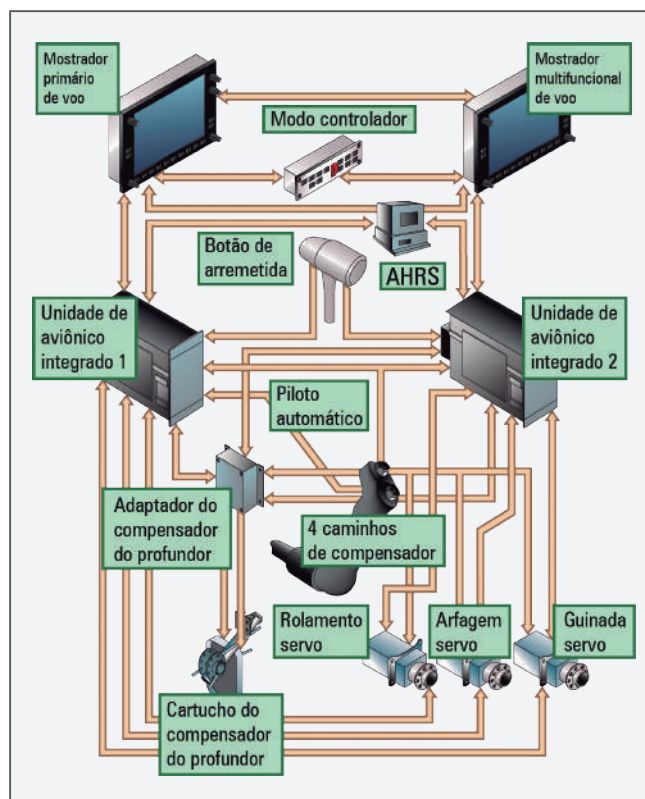 Mostrador
primário
de voo
Mostrador
multifuncional
de voo
Modo controlador
Botão de
arremetida
AHRS
Unidade de
aviônico
integrado 1
Unidade de
aviônico
integrado 2
Piloto
automático
Adaptador do
compensador
do profundor
4 caminhos
de compensador
Rolamento
servo
Arfagem
servo
Guinada
servo
Cartucho do
compensador
do profundor